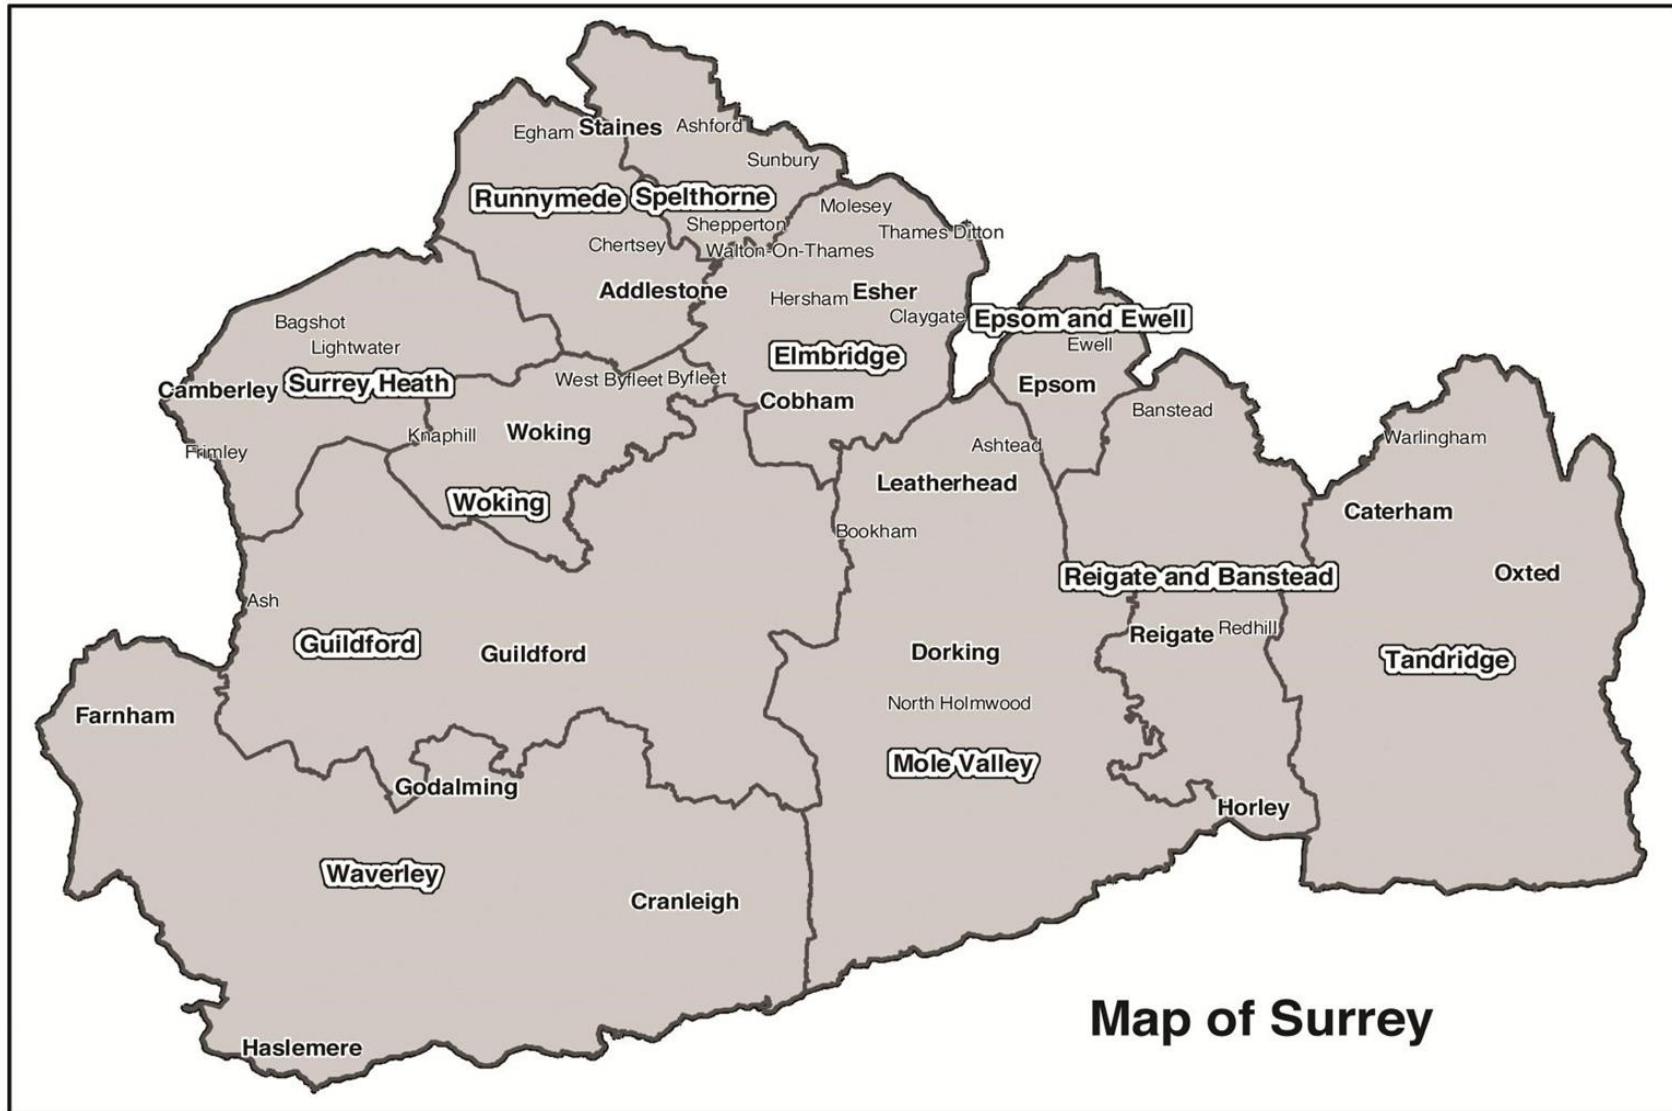 Egham
Staines
Ashford
Sunbury
Runnymede
Spelthorne
Molesey
Shepperton
Thames Ditton
Chertsey
Walton-On-Thames
Addlestone
Hersham
Esher
Claygate
Epsom and Ewell
Bagshot
Lightwater
Ewell
Elmbridge
Camberley
Surrey Heath
West Byfleet
Byfleet
Epsom
Cobham
Banstead
Knaphill
Woking
Ashtead
Warlingham
Frimley
Leatherhead
Woking
Caterham
Bookham
Oxted
Reigate and Banstead
Ash
Reigate
Redhill
Guildford
Guildford
Dorking
Tandridge
North Holmwood
Farnham
Mole Valley
Godalming
Horley
Waverley
Cranleigh
Map of Surrey
Haslemere